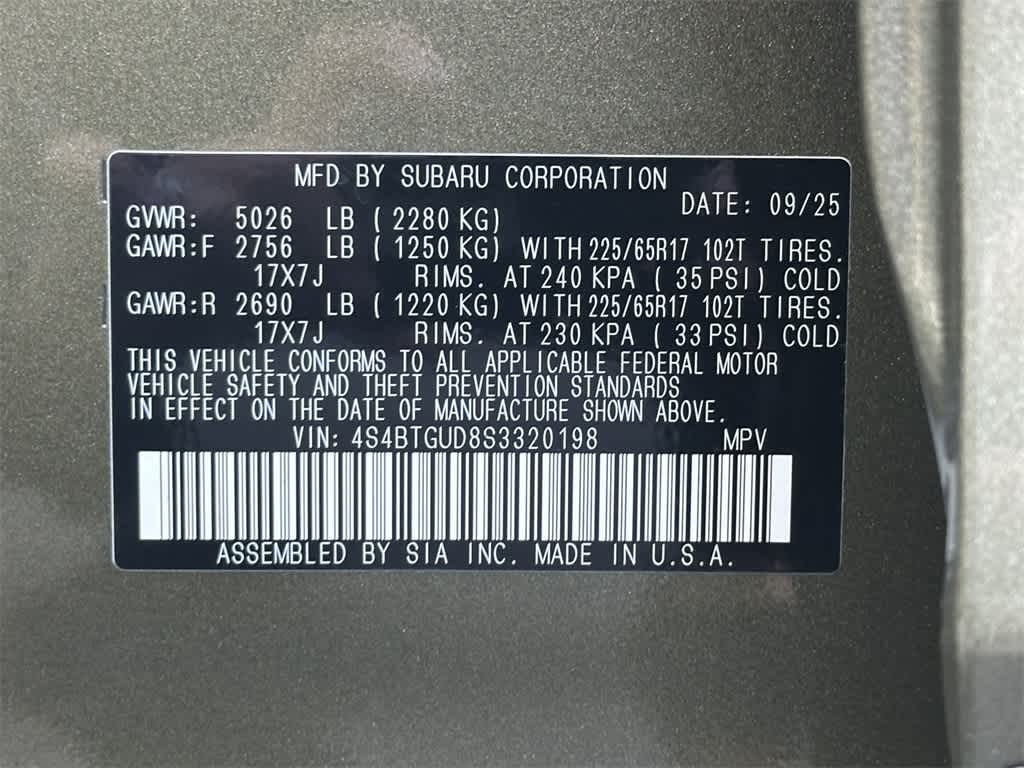 MFD BY SUBARU CORPORATION
DATE: 09/25
GVWR: 5026 LB ( 2280 KG)
GAWR:F 2756 LB ( 1250 KG) WITH 225/65R17 102T TIRES.
17X7J RIMS. AT 240 KPA ( 35 PSI) COLD
GAWR:R 2690 LB ( 1220 KG) WITH 225/65R17 102T TIRES.
17X7J RIMS. AT 230 KPA ( 33 PSI) COLD
THIS VEHICLE CONFORMS TO ALL APPLICABLE FEDERAL MOTOR
VEHICLE SAFETY AND THEFT PREVENTION STANDARDS
IN EFFECT ON THE DATE OF MANUFACTURE SHOWN ABOVE.
VIN: 4S4BTGUD8S3320198 MPV
ASSEMBLED BY SIA INC. MADE IN U.S.A.